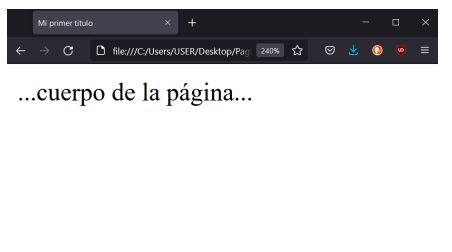 Mi primer titulo
file:///C:/Users/USER/Desktop/Pag
240%
...cuerpo de la página...